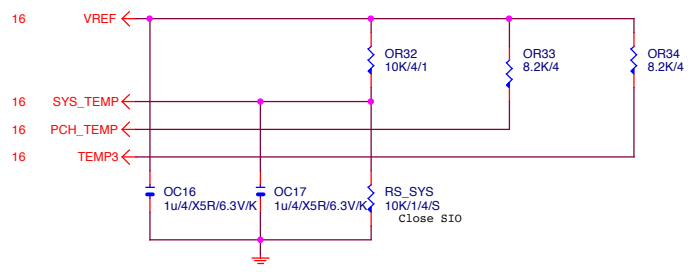 16 VREF
OR32
10K/4/1
OR33
8.2K/4
OR34
8.2K/4
16 SYS_TEMP
16 PCH_TEMP
16 TEMP3
OC16
1u/4/X5R/6.3V/K
OC17
1u/4/X5R/6.3V/K
RS_SYS
10K/1/4/S
Close SIO